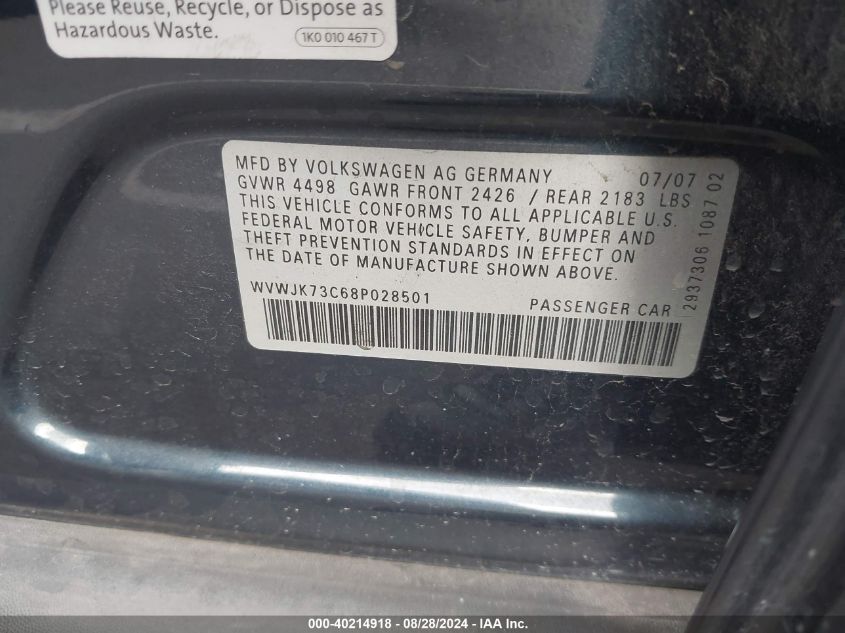 Please Reuse, Recycle, or Dispose as
Hazardous Waste.
1K0 010 467 T
MFD BY VOLKSWAGEN AG GERMANY 07/07
GVWR 4498 GAWR FRONT 2426 / REAR 2183 LBS
THIS VEHICLE CONFORMS TO ALL APPLICABLE U.S.
FEDERAL MOTOR VEHICLE SAFETY, BUMPER AND
THEFT PREVENTION STANDARDS IN EFFECT ON
THE DATE OF MANUFACTURE SHOWN ABOVE.
WVWJK73C68P028501 PASSENGER CAR
2937306 1087 02
000-40214918 - 08/28/2024 - IAA Inc.